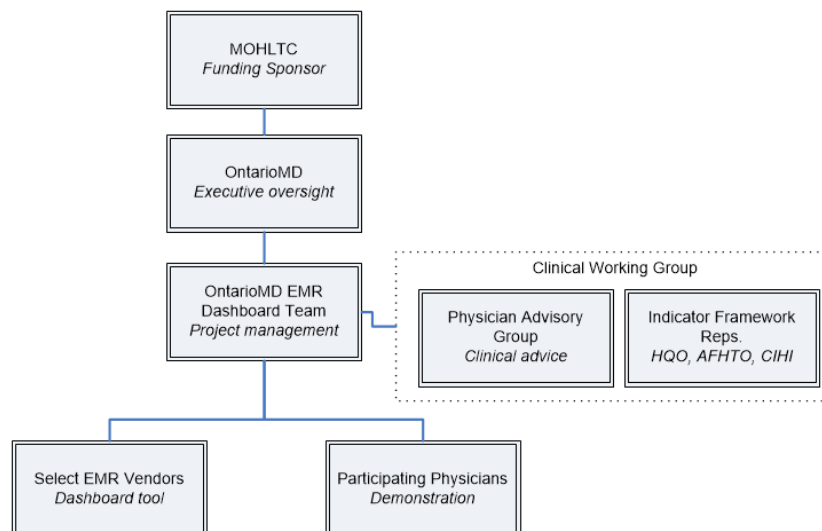 MOHLTC
Funding Sponsor
OntarioMD
Executive oversight
OntarioMD EMR
Dashboard Team
Project management
Clinical Working Group
Physician Advisory
Group
Clinical advice
Indicator Framework
Reps.
HQO, AFHTO, CIHI
Select EMR Vendors
Dashboard tool
Participating Physicians
Demonstration